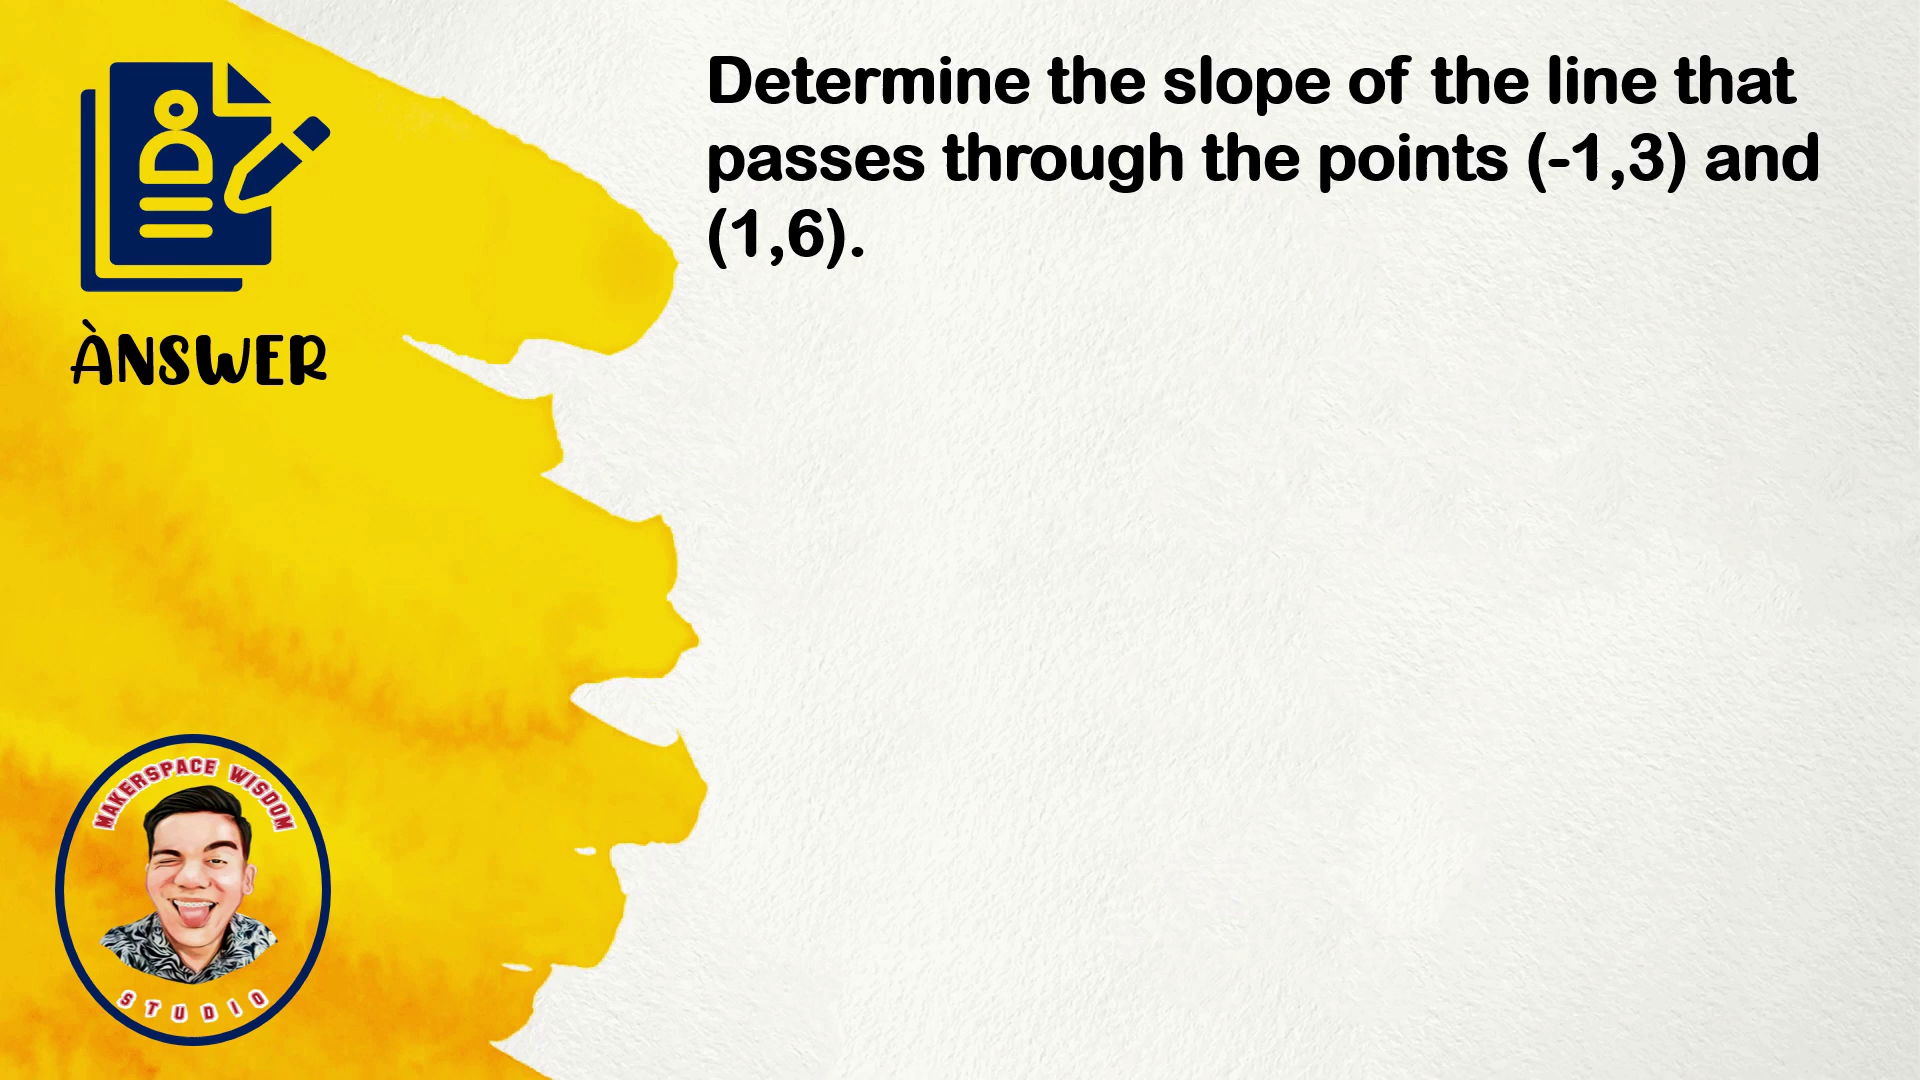 Determine the slope of the line that
passes through the points (-1,3) and
(1,6).
ÀNSWER
MAKERSPACE WISDOM
STUDIO